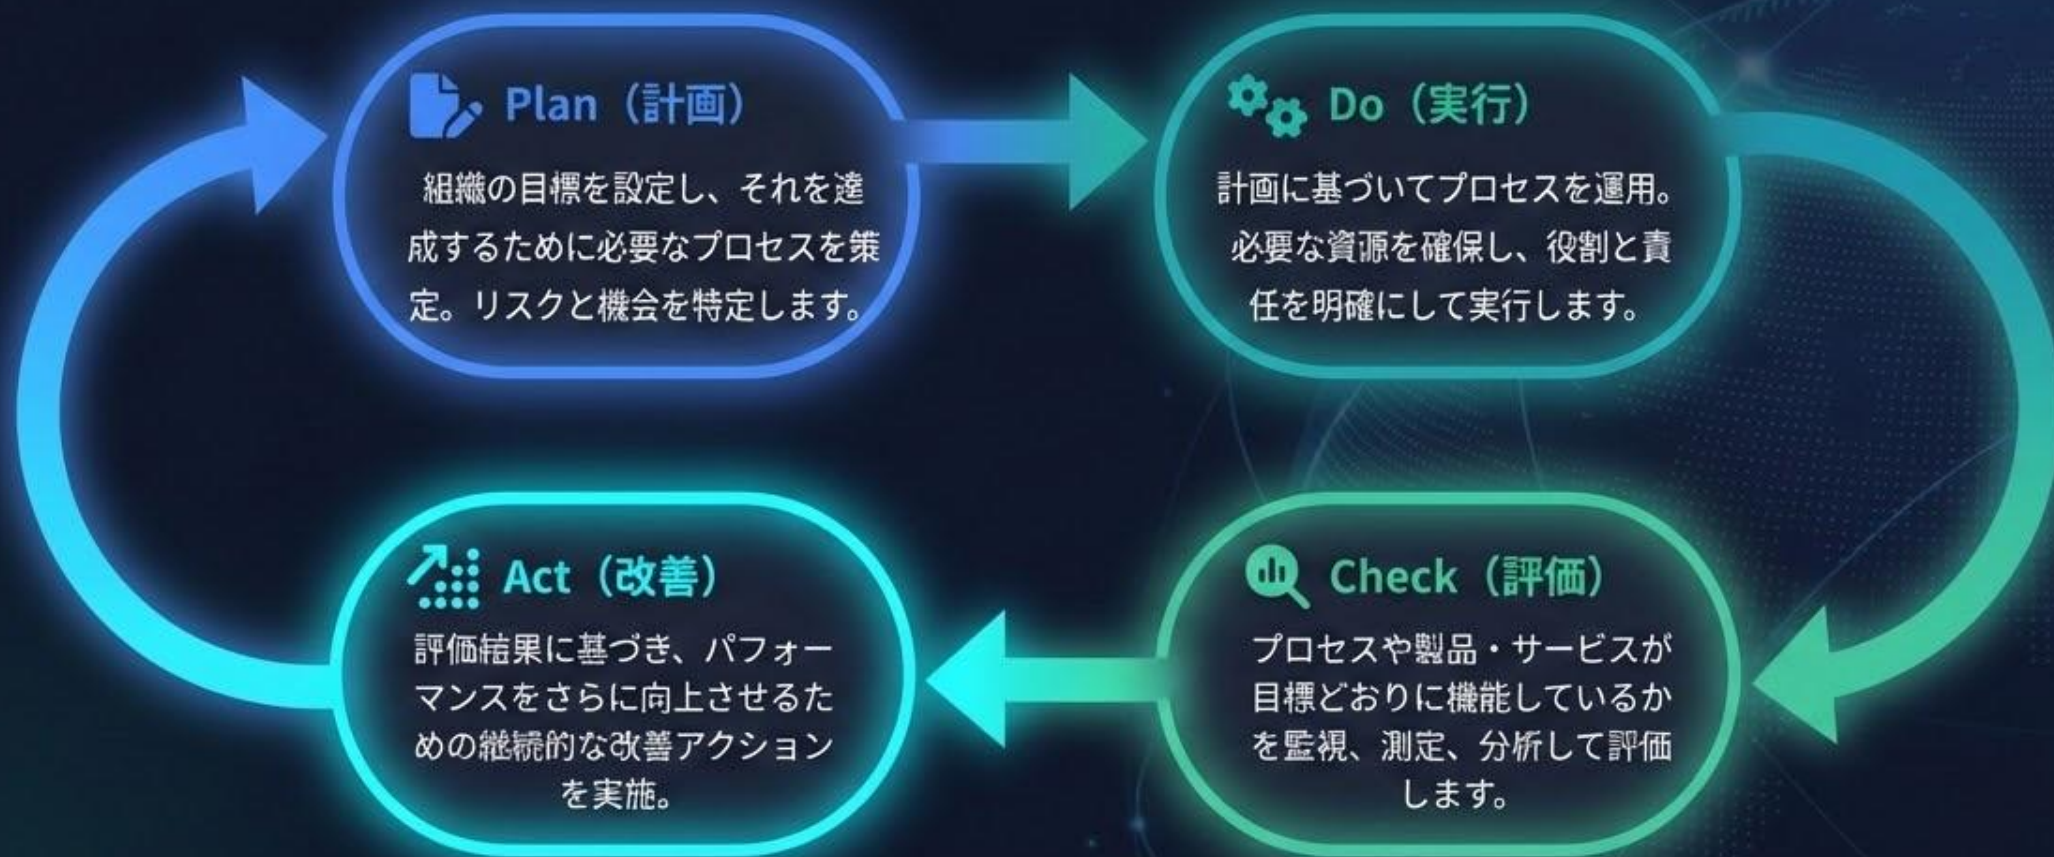 Plan（計画）
組織の目標を設定し、それを達
成するために必要なプロセスを策
定。リスクと機会を特定します。
Do（実行）
計画に基づいてプロセスを運用。
必要な資源を確保し、役割と責
任を明確にして実行します。
Check（評価）
プロセスや製品・サービスが
目標どおりに機能しているか
を監視、測定、分析して評価
します。
Act（改善）
評価結果に基づき、パフォー
マンスをさらに向上させるた
めの継続的な改善アクション
を実施。